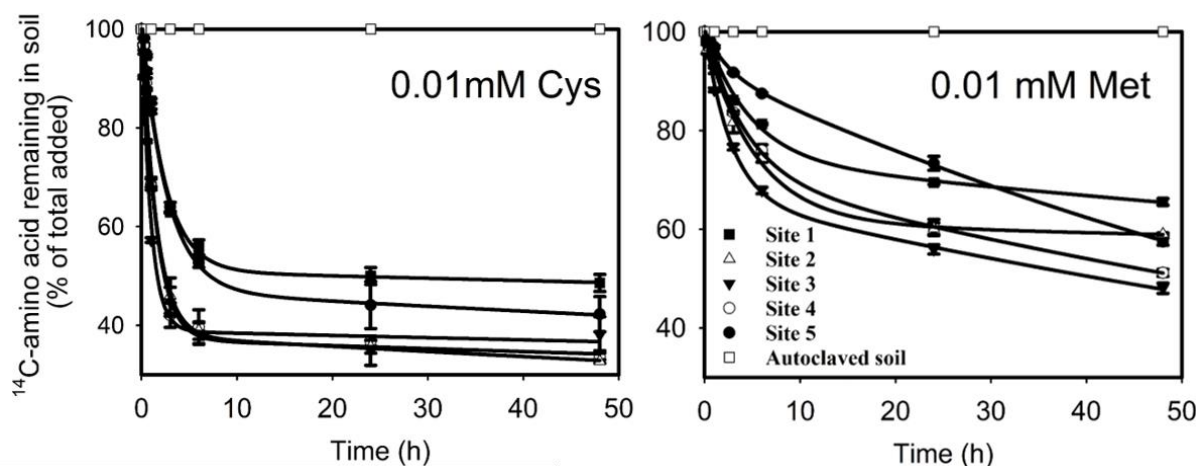 ¹⁴C-amino acid remaining in soil
(% of total added)
100
80
60
40
0.01mM Cys
0 10 20 30 40 50
Time (h)
100
80
60
40
0.01 mM Met
Site 1
Site 2
Site 3
Site 4
Site 5
Autoclaved soil
0 10 20 30 40 50
Time (h)